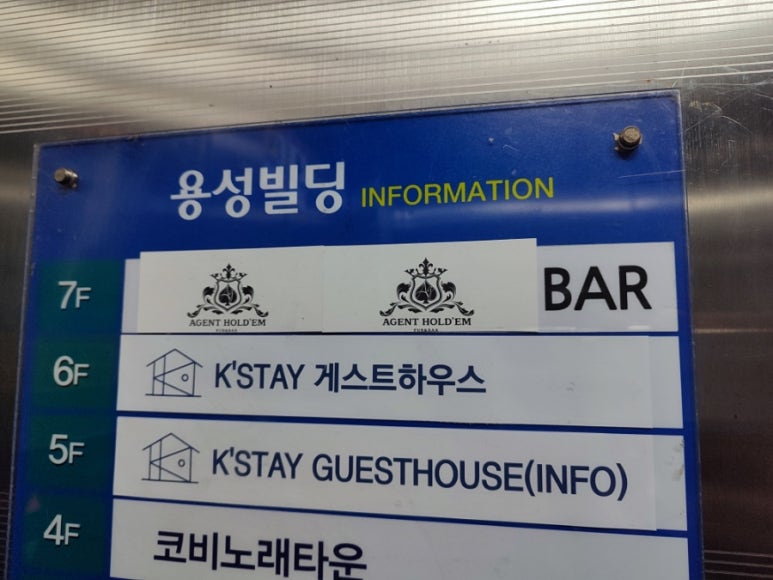 용성빌딩 INFORMATION
7F AGENT HOLD'EM AGENT HOLD'EM BAR
6F K'STAY 게스트하우스
5F K'STAY GUESTHOUSE(INFO)
4F 코비노래타운